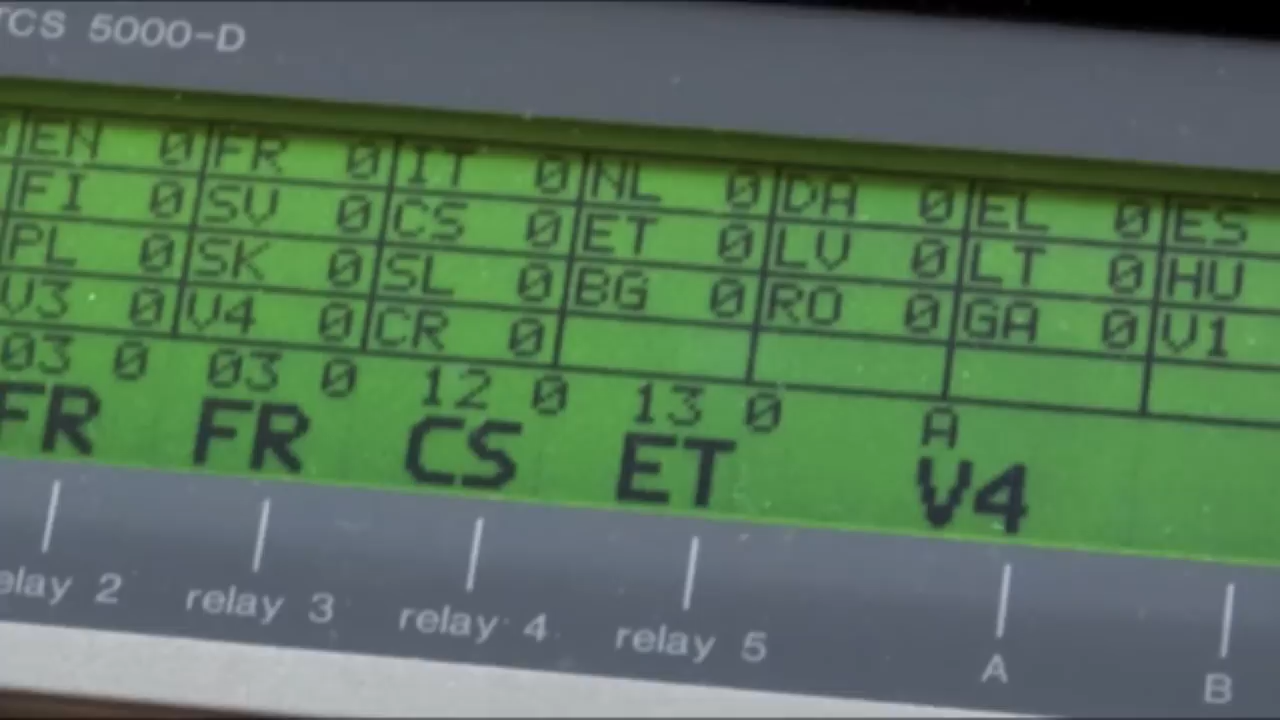 TCS 5000-D
0 EN 0 FR 0 IT 0 NL 0 DA 0 EL 0 ES
FI 0 SV 0 CS 0 ET 0 LV 0 LT 0 HU
PL 0 SK 0 SL 0 BG 0 RO 0 GA 0 V1
V3 0 V4 0 CR 0
03 0 03 0 12 0 13 0 A
FR FR CS ET V4
relay 2 relay 3 relay 4 relay 5 A B